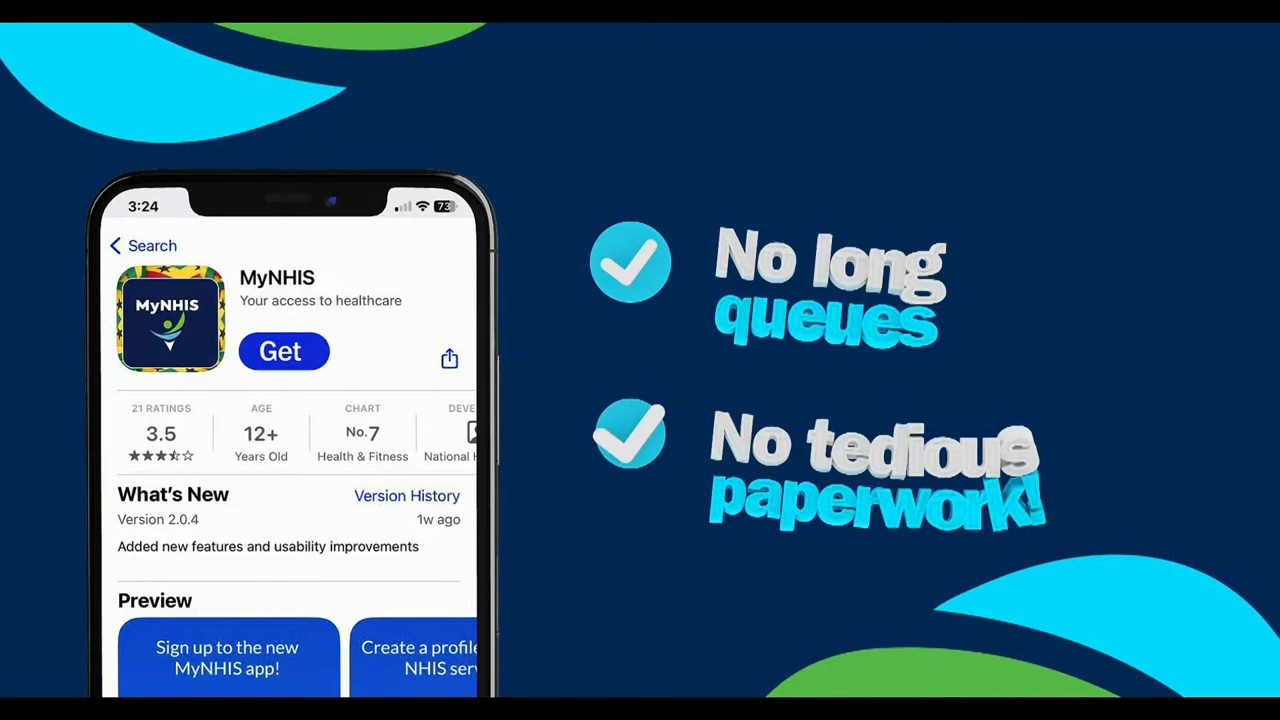 3:24
73
Search
MyNHIS
MyNHIS
Your access to healthcare
Get
21 RATINGS
3.5
AGE
12+
Years Old
CHART
No.7
Health & Fitness
DEVE
National H
What's New
Version History
Version 2.0.4
1w ago
Added new features and usability improvements
Preview
Sign up to the new
MyNHIS app!
Create a profile
NHIS serv
No long
queues
No tedious
paperwork!